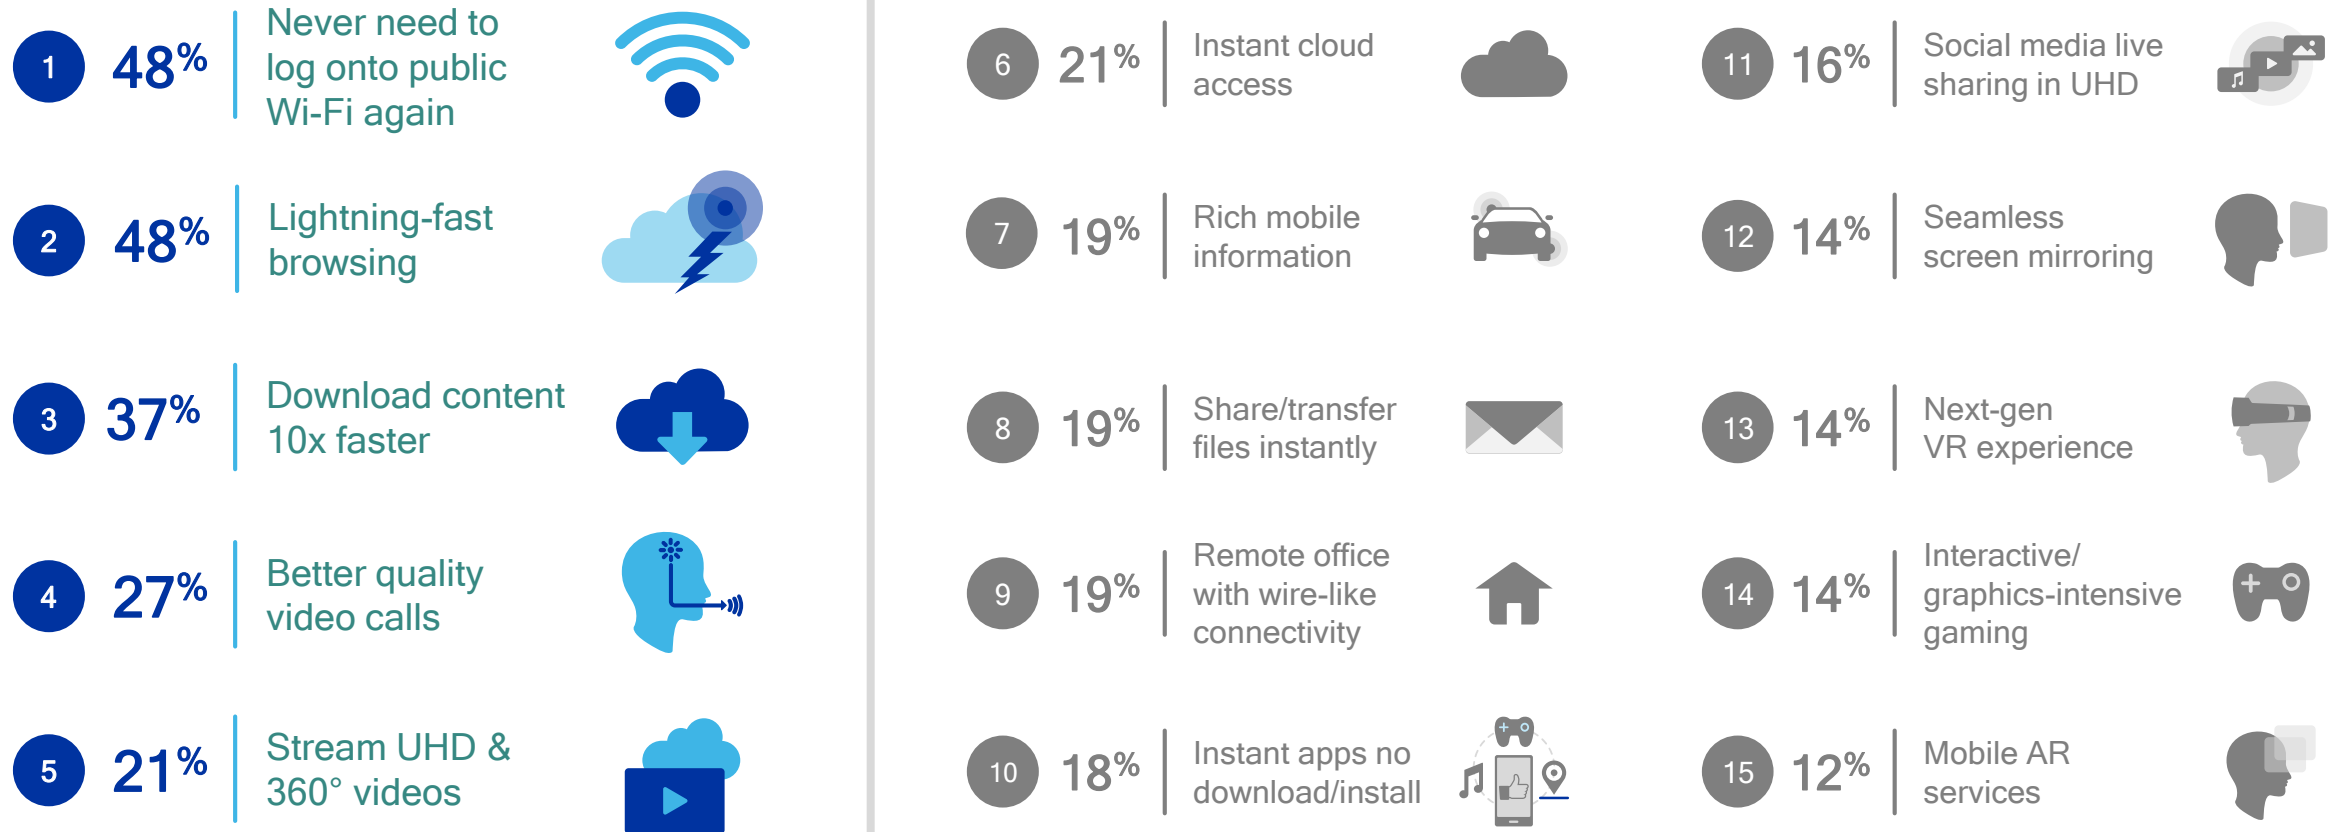 1
48%
Never need to
log onto public
Wi-Fi again
2
48%
Lightning-fast
browsing
3
37%
Download content
10x faster
4
27%
Better quality
video calls
5
21%
Stream UHD &
360° videos
6
21%
Instant cloud
access
7
19%
Rich mobile
information
8
19%
Share/transfer
files instantly
9
19%
Remote office
with wire-like
connectivity
10
18%
Instant apps no
download/install
11
16%
Social media live
sharing in UHD
12
14%
Seamless
screen mirroring
13
14%
Next-gen
VR experience
14
14%
Interactive/
graphics-intensive
gaming
15
12%
Mobile AR
services